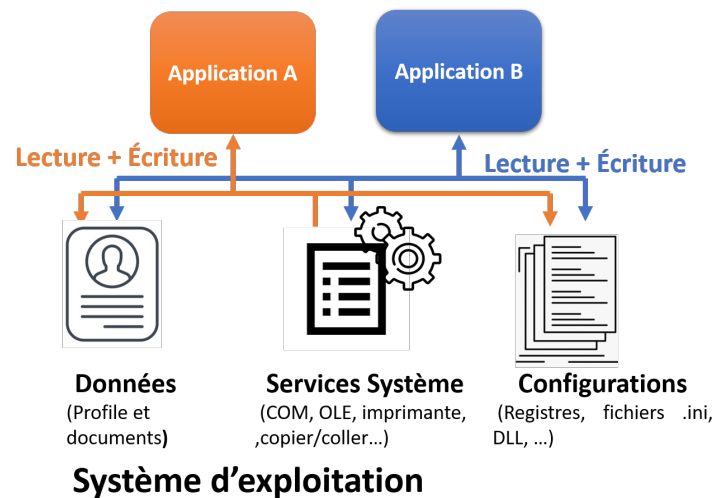 Application A
Application B
Lecture + Écriture
Lecture + Écriture
Données
(Profile et
documents)
Services Système
(COM, OLE, imprimante,
,copier/coller…)
Configurations
(Registres, fichiers .ini,
DLL, …)
Système d’exploitation